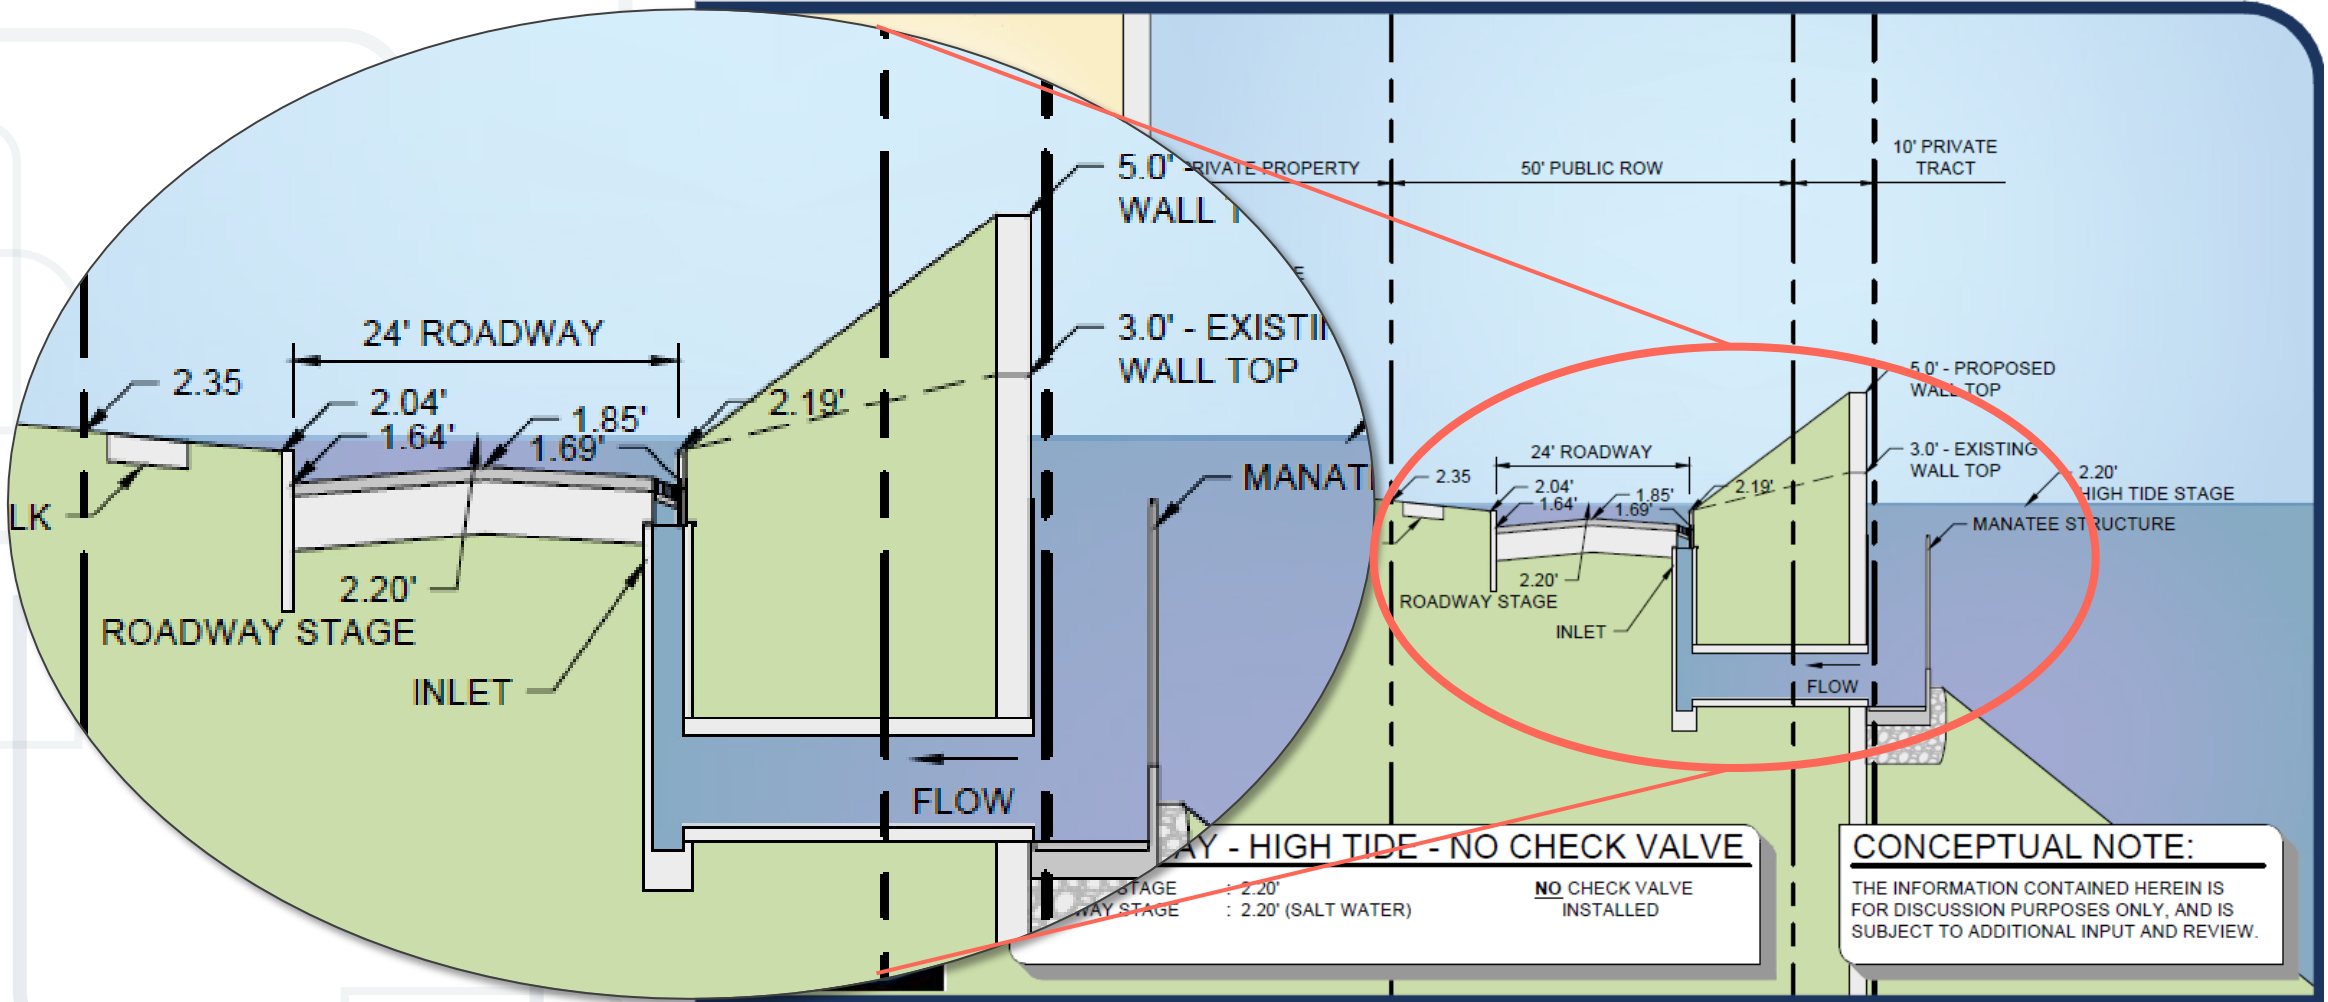 5.0' -
WALL T
24' ROADWAY
3.0' - EXISTIN
WALL TOP
2.35
2.04'
1.85'
2.19'
1.64'
1.69'
MANATE
LK
2.20'
ROADWAY STAGE
INLET
FLOW
PRIVATE PROPERTY
50' PUBLIC ROW
10' PRIVATE
TRACT
5.0' - PROPOSED
WALL TOP
24' ROADWAY
3.0' - EXISTING
WALL TOP
2.35
2.04'
1.85'
2.19'
1.64'
1.69'
2.20'
HIGH TIDE STAGE
MANATEE STRUCTURE
2.20'
ROADWAY STAGE
INLET
FLOW
AY - HIGH TIDE - NO CHECK VALVE
STAGE : 2.20'
WAY STAGE : 2.20' (SALT WATER)
NO CHECK VALVE
INSTALLED
CONCEPTUAL NOTE:
THE INFORMATION CONTAINED HEREIN IS
FOR DISCUSSION PURPOSES ONLY, AND IS
SUBJECT TO ADDITIONAL INPUT AND REVIEW.